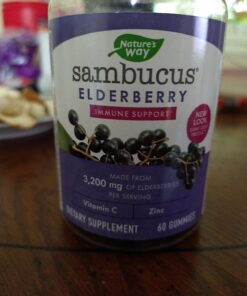 Nature's
Way
sambucus®
ELDERBERRY
IMMUNE SUPPORT*
NEW
LOOK
MADE FROM
3,200 mg OF ELDERBERRIES
PER SERVING
Vitamin C Zinc
DIETARY SUPPLEMENT 60 GUMMIES